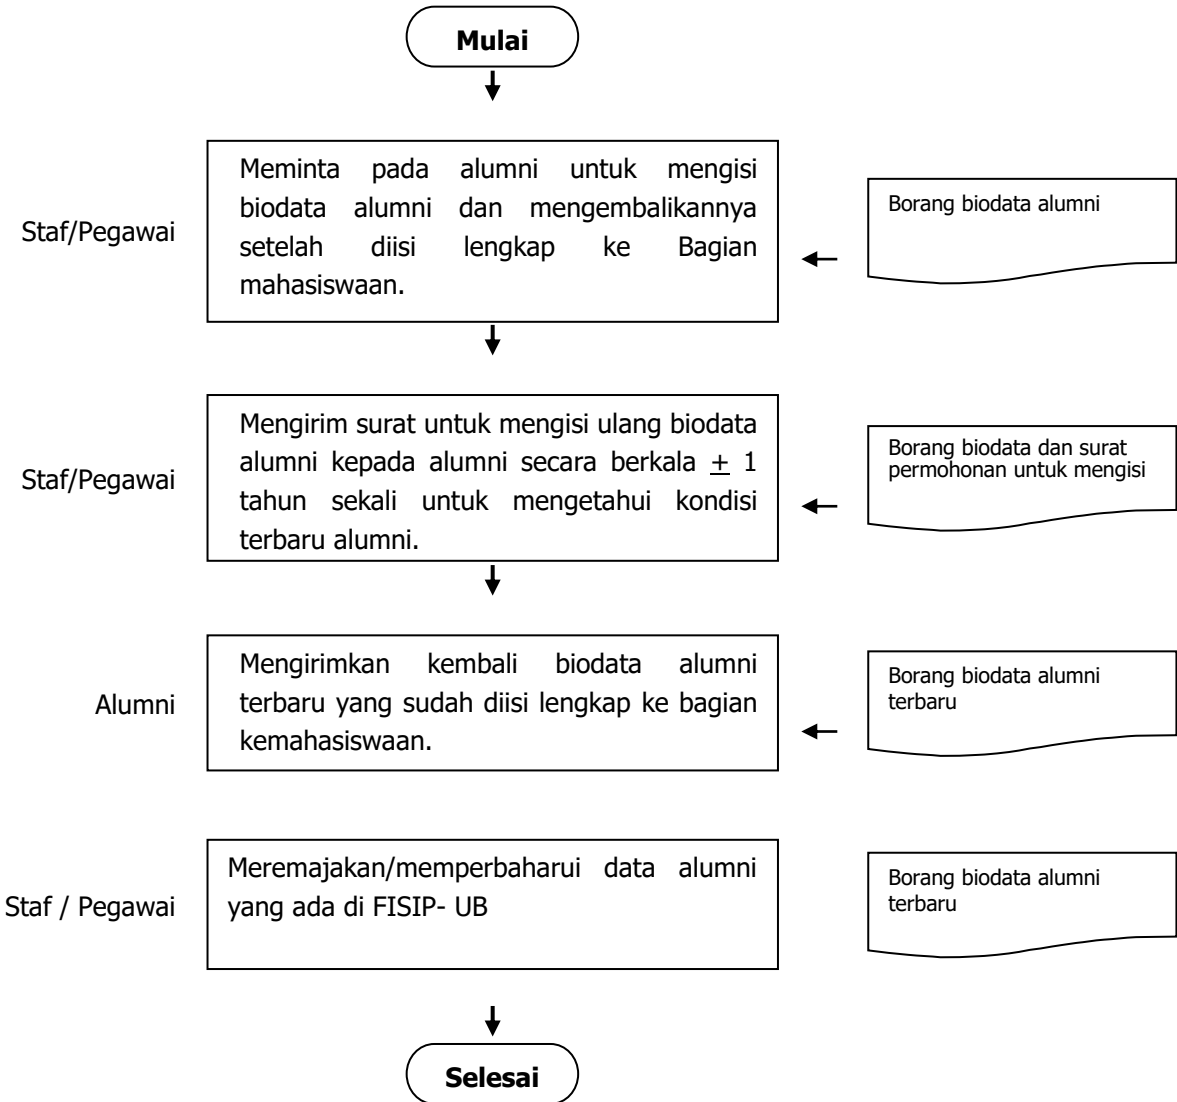 Mulai
Staf/Pegawai
Meminta pada alumni untuk mengisi
biodata alumni dan mengembalikannya
setelah diisi lengkap ke Bagian
mahasiswaan.
Borang biodata alumni
Staf/Pegawai
Mengirim surat untuk mengisi ulang biodata
alumni kepada alumni secara berkala + 1
tahun sekali untuk mengetahui kondisi
terbaru alumni.
Borang biodata dan surat
permohonan untuk mengisi
Alumni
Mengirimkan kembali biodata alumni
terbaru yang sudah diisi lengkap ke bagian
kemahasiswaan.
Borang biodata alumni
terbaru
Staf / Pegawai
Meremajakan/memperbaharui data alumni
yang ada di FISIP- UB
Borang biodata alumni
terbaru
Selesai